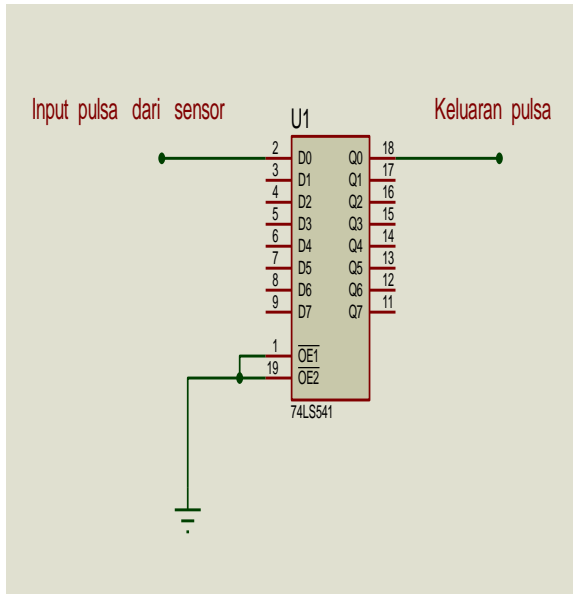 Input pulsa dari sensor
Keluaran pulsa
U1
2 D0 Q0 18
3 D1 Q1 17
4 D2 Q2 16
5 D3 Q3 15
6 D4 Q4 14
7 D5 Q5 13
8 D6 Q6 12
9 D7 Q7 11
1 OE1
19 OE2
74LS541